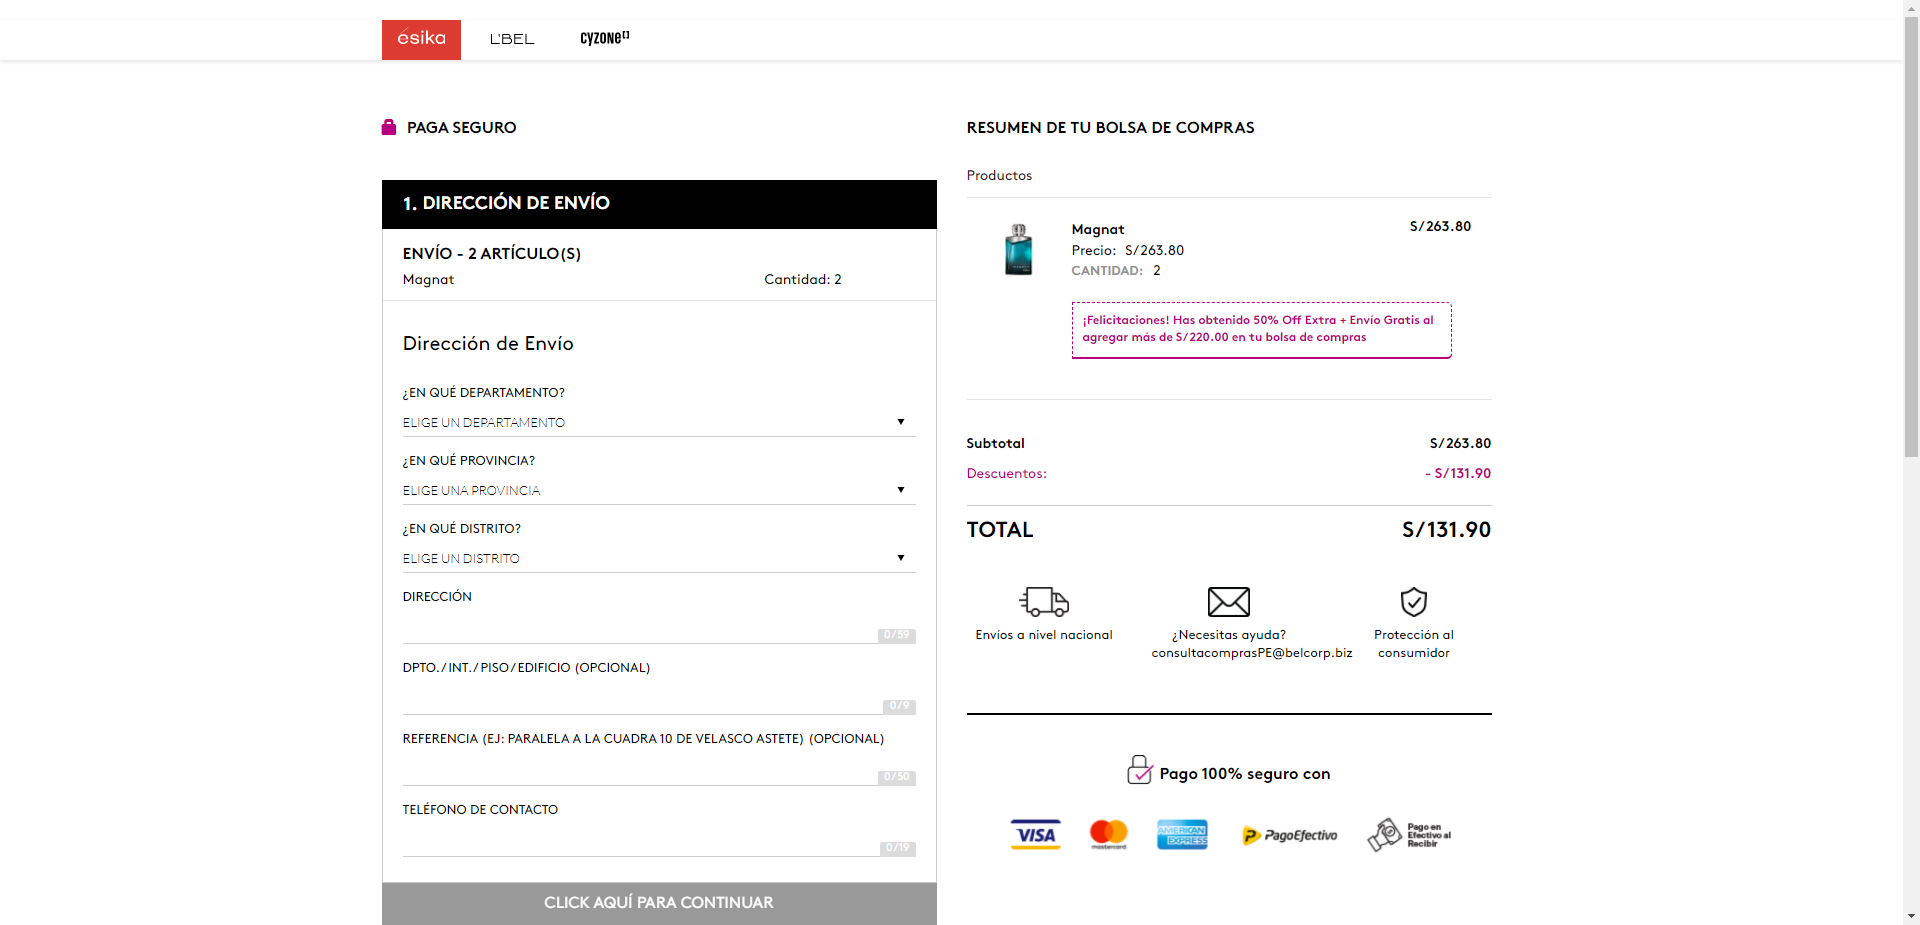 ésika
L'BEL
CYZONE
PAGA SEGURO
1. DIRECCIÓN DE ENVÍO
ENVÍO - 2 ARTÍCULO(S)
Magnat Cantidad: 2
Dirección de Envío
¿EN QUÉ DEPARTAMENTO?
ELIGE UN DEPARTAMENTO
¿EN QUÉ PROVINCIA?
ELIGE UNA PROVINCIA
¿EN QUÉ DISTRITO?
ELIGE UN DISTRITO
DIRECCIÓN
0/59
DPTO./INT./PISO/EDIFICIO (OPCIONAL)
0/9
REFERENCIA (EJ: PARALELA A LA CUADRA 10 DE VELASCO ASTETE) (OPCIONAL)
0/50
TELÉFONO DE CONTACTO
0/19
CLICK AQUÍ PARA CONTINUAR
RESUMEN DE TU BOLSA DE COMPRAS
Productos
Magnat S/263.80
Precio: S/263.80
CANTIDAD: 2
¡Felicitaciones! Has obtenido 50% Off Extra + Envío Gratis al
agregar más de S/220.00 en tu bolsa de compras
Subtotal S/263.80
Descuentos: - S/131.90
TOTAL S/131.90
Envíos a nivel nacional
¿Necesitas ayuda?
consultacomprasPE@belcorp.biz
Protección al
consumidor
Pago 100% seguro con
VISA
mastercard
AMERICAN
EXPRESS
PagoEfectivo
Pago en
Efectivo al
Recibir